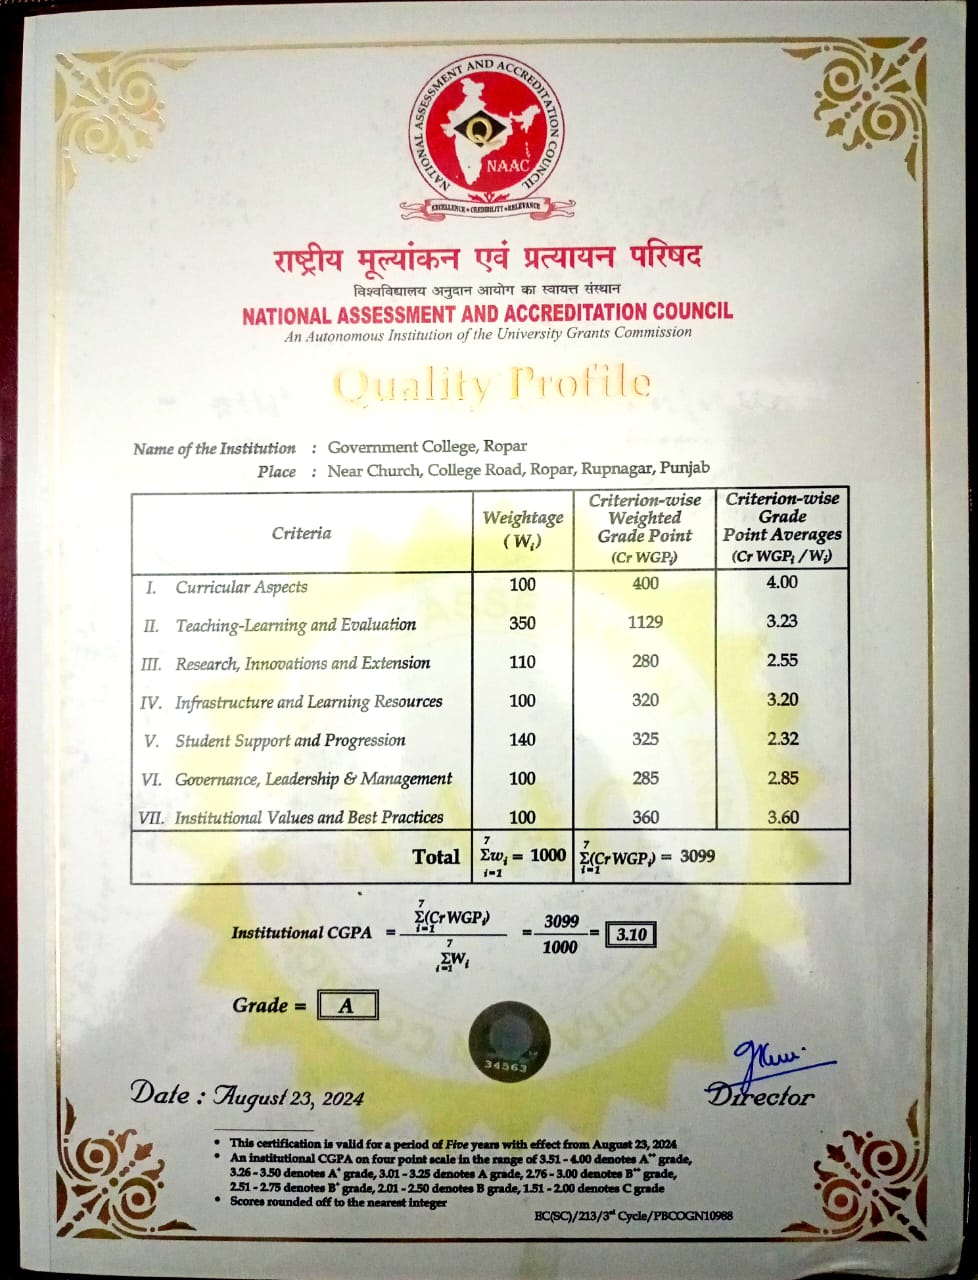 NATIONAL ASSESSMENT AND ACCREDITATION COUNCIL
Q
NAAC
EXCELLENCE • CREDIBILITY • RELEVANCE
राष्ट्रीय मूल्यांकन एवं प्रत्यायन परिषद
विश्वविद्यालय अनुदान आयोग का स्वायत्त संस्थान
NATIONAL ASSESSMENT AND ACCREDITATION COUNCIL
An Autonomous Institution of the University Grants Commission
Quality Profile
Name of the Institution : Government College, Ropar
Place : Near Church, College Road, Ropar, Rupnagar, Punjab
Criteria Weightage (Wi) Criterion-wise Weighted Grade Point (Cr WGPi) Criterion-wise Grade Point Averages (Cr WGPi /Wi)
I. Curricular Aspects 100 400 4.00
II. Teaching-Learning and Evaluation 350 1129 3.23
III. Research, Innovations and Extension 110 280 2.55
IV. Infrastructure and Learning Resources 100 320 3.20
V. Student Support and Progression 140 325 2.32
VI. Governance, Leadership & Management 100 285 2.85
VII. Institutional Values and Best Practices 100 360 3.60
Total 7 Σwi i=1 = 1000 7 Σ(CrWGPi) i=1 = 3099
Institutional CGPA = 7 Σ(CrWGPi) i=1 / 7 ΣWi i=1 = 3099 / 1000 = 3.10
Grade = A
34563
Date : August 23, 2024
Director
• This certification is valid for a period of Five years with effect from August 23, 2024
• An institutional CGPA on four point scale in the range of 3.51 - 4.00 denotes A⁺⁺ grade,
3.26 - 3.50 denotes A⁺ grade, 3.01 - 3.25 denotes A grade, 2.76 - 3.00 denotes B⁺⁺ grade,
2.51 - 2.75 denotes B⁺ grade, 2.01 - 2.50 denotes B grade, 1.51 - 2.00 denotes C grade
• Scores rounded off to the nearest integer
EC(SC)/213/3rd Cycle/PBCOGN10988